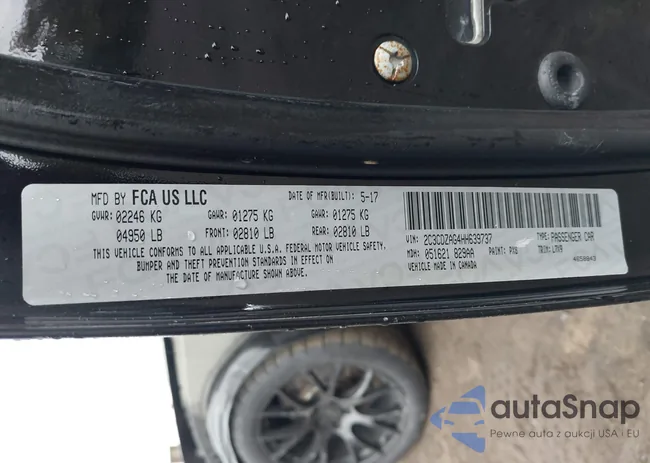 MFD BY FCA US LLC DATE OF MFR(BUILT): 5-17
GVWR: 02246 KG GAWR: 01275 KG GAWR: 01275 KG
04950 LB FRONT: 02810 LB REAR: 02810 LB
THIS VEHICLE CONFORMS TO ALL APPLICABLE U.S.A. FEDERAL MOTOR VEHICLE SAFETY,
BUMPER AND THEFT PREVENTION STANDARDS IN EFFECT ON
THE DATE OF MANUFACTURE SHOWN ABOVE.
VIN: 2C3CDZAG4HH639737 TYPE: PASSENGER CAR
MDH: 051621 829AA PAINT: PX8 TRIM: LMX9
VEHICLE MADE IN CANADA
autoSnap
Pewne auta z aukcji USA i EU